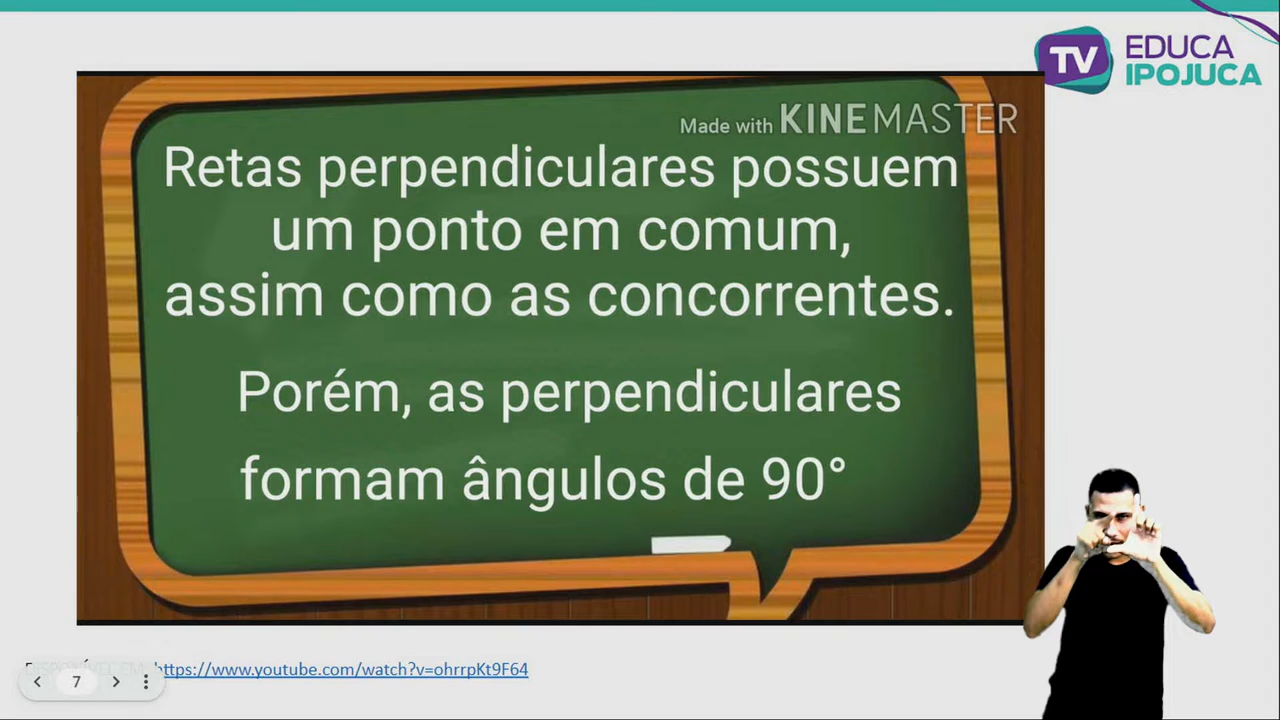 TV EDUCA
IPOJUCA
Made with KINEMASTER
Retas perpendiculares possuem
um ponto em comum,
assim como as concorrentes.
Porém, as perpendiculares
formam ângulos de 90°
https://www.youtube.com/watch?v=ohrrpKt9F64
7